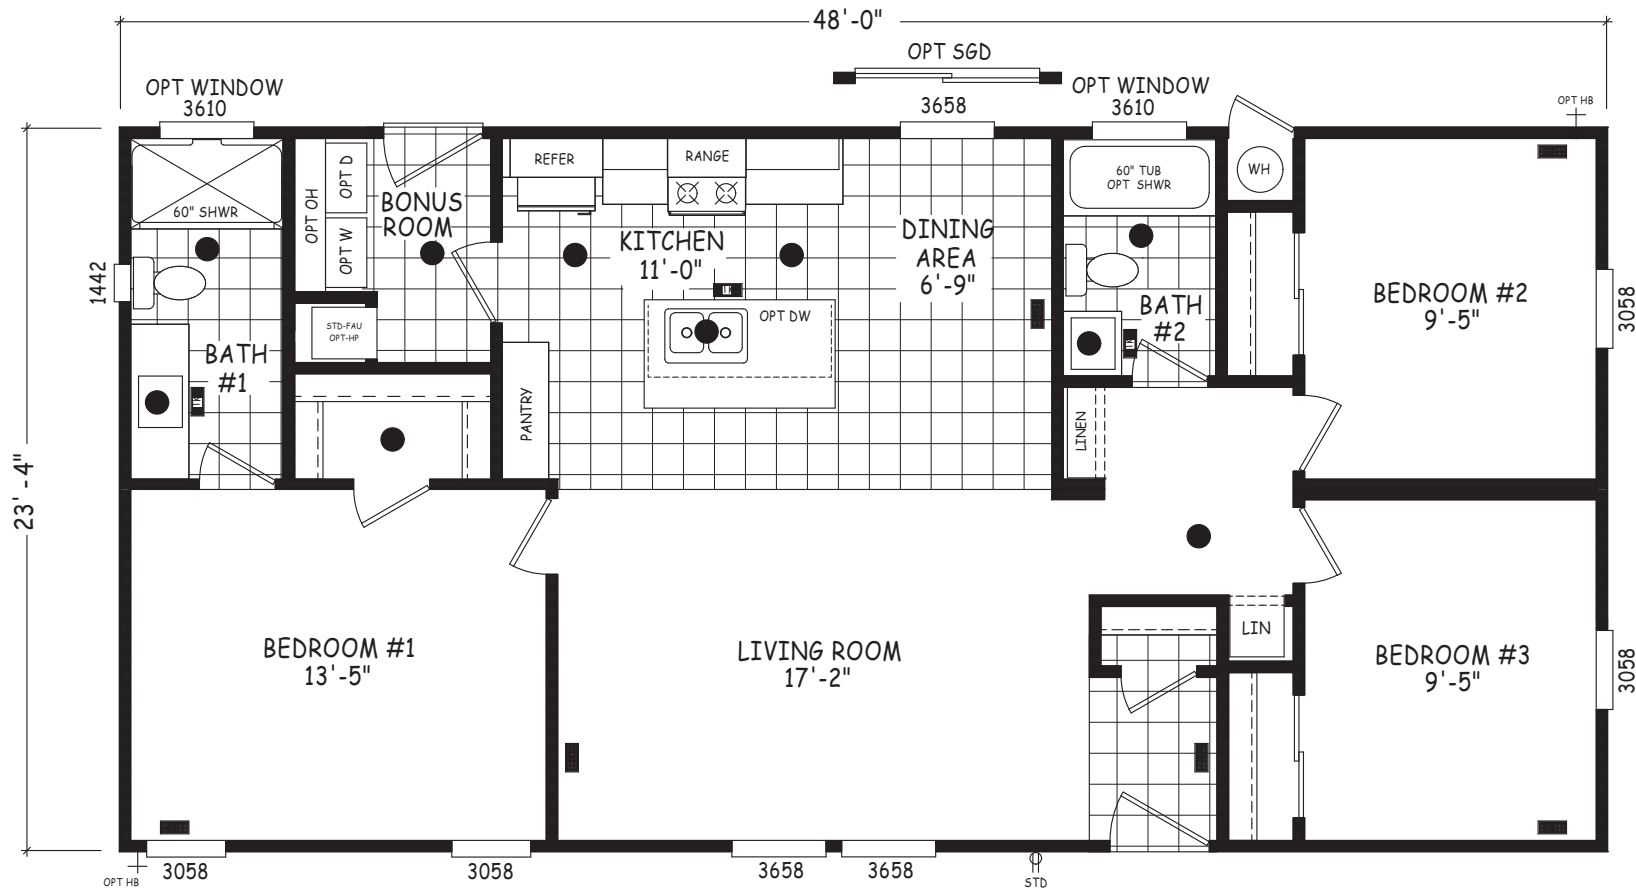 48'-0"
OPT SGD
OPT WINDOW
3610
3658
OPT WINDOW
3610
OPT HB
60" SHWR
OPT OH
OPT D
OPT W
BONUS
ROOM
REFER
RANGE
60" TUB
OPT SHWR
WH
KITCHEN
11'-0"
DINING
AREA
6'-9"
1442
BATH
#1
STD-FAU
OPT-HP
OPT DW
BATH
#2
BEDROOM #2
9'-5"
3058
PANTRY
LINEN
23'-4"
BEDROOM #1
13'-5"
LIVING ROOM
17'-2"
LIN
BEDROOM #3
9'-5"
3058
OPT HB
3058
3058
3658
3658
STD